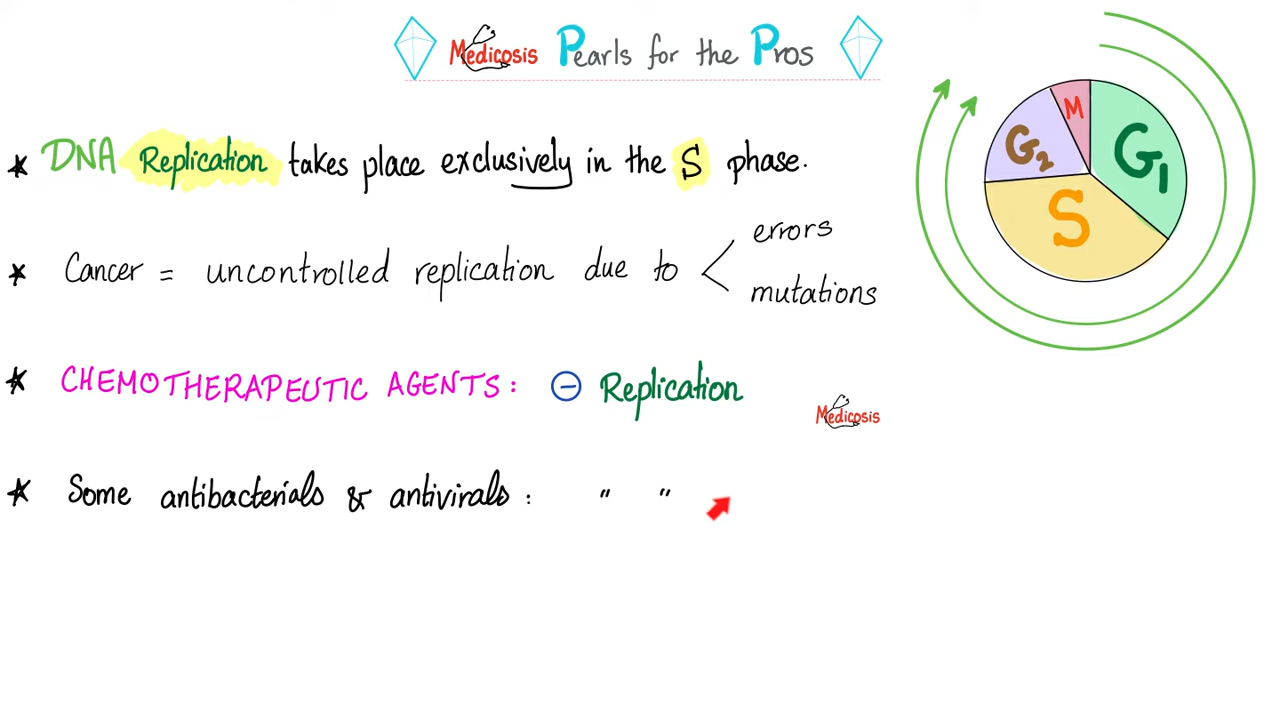 Medicosis Pearls for the Pros
* DNA Replication takes place exclusively in the S phase.
* Cancer = uncontrolled replication due to < errors
mutations
* CHEMOTHERAPEUTIC AGENTS: ⊖ Replication
Medicosis
* Some antibacterials & antivirals: " "
M
G2
G1
S